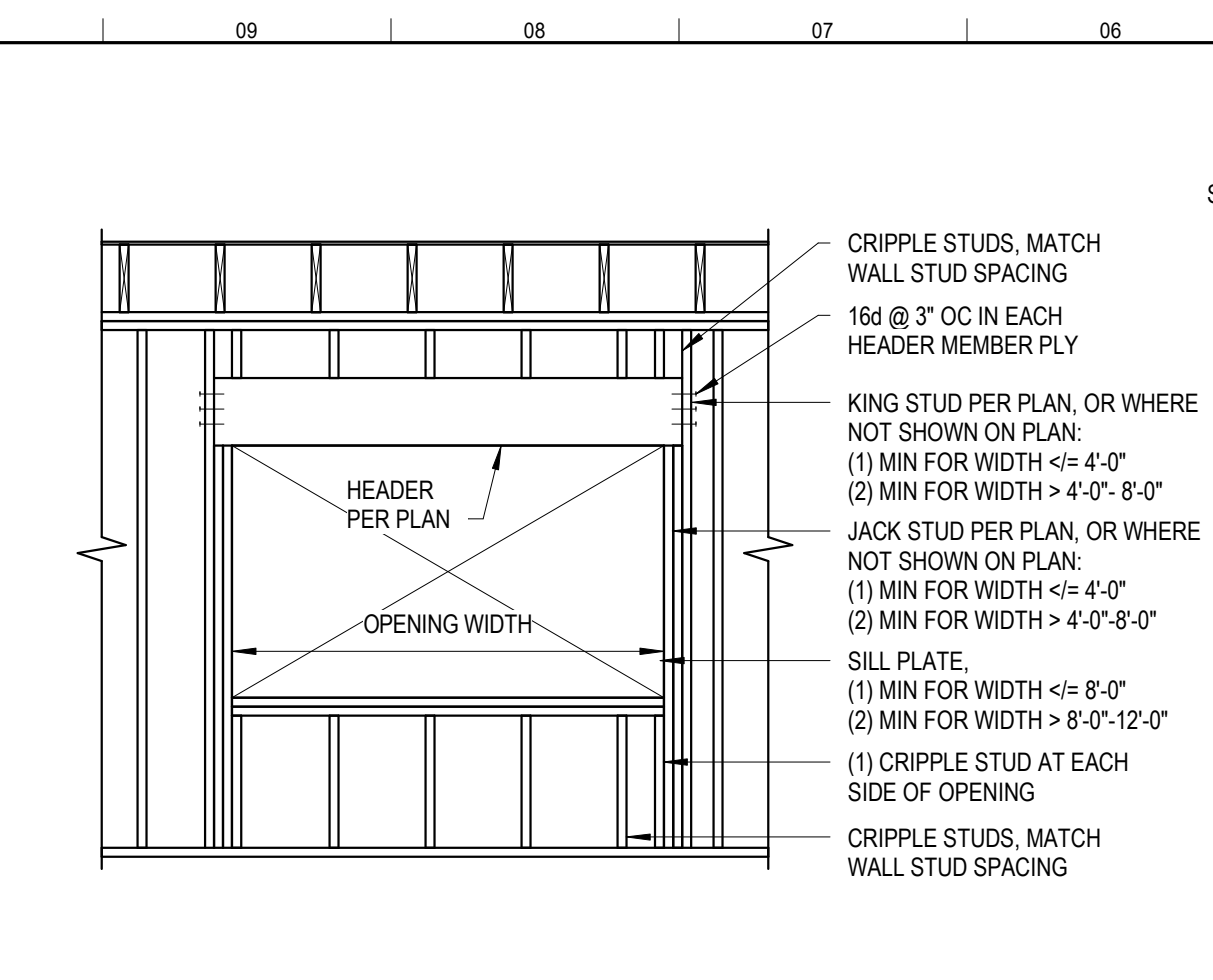 09 08 07 06
S
CRIPPLE STUDS, MATCH
WALL STUD SPACING
16d @ 3" OC IN EACH
HEADER MEMBER PLY
KING STUD PER PLAN, OR WHERE
NOT SHOWN ON PLAN:
(1) MIN FOR WIDTH </= 4'-0"
(2) MIN FOR WIDTH > 4'-0"- 8'-0"
HEADER
PER PLAN
JACK STUD PER PLAN, OR WHERE
NOT SHOWN ON PLAN:
(1) MIN FOR WIDTH </= 4'-0"
(2) MIN FOR WIDTH > 4'-0"-8'-0"
OPENING WIDTH
SILL PLATE,
(1) MIN FOR WIDTH </= 8'-0"
(2) MIN FOR WIDTH > 8'-0"-12'-0"
(1) CRIPPLE STUD AT EACH
SIDE OF OPENING
CRIPPLE STUDS, MATCH
WALL STUD SPACING